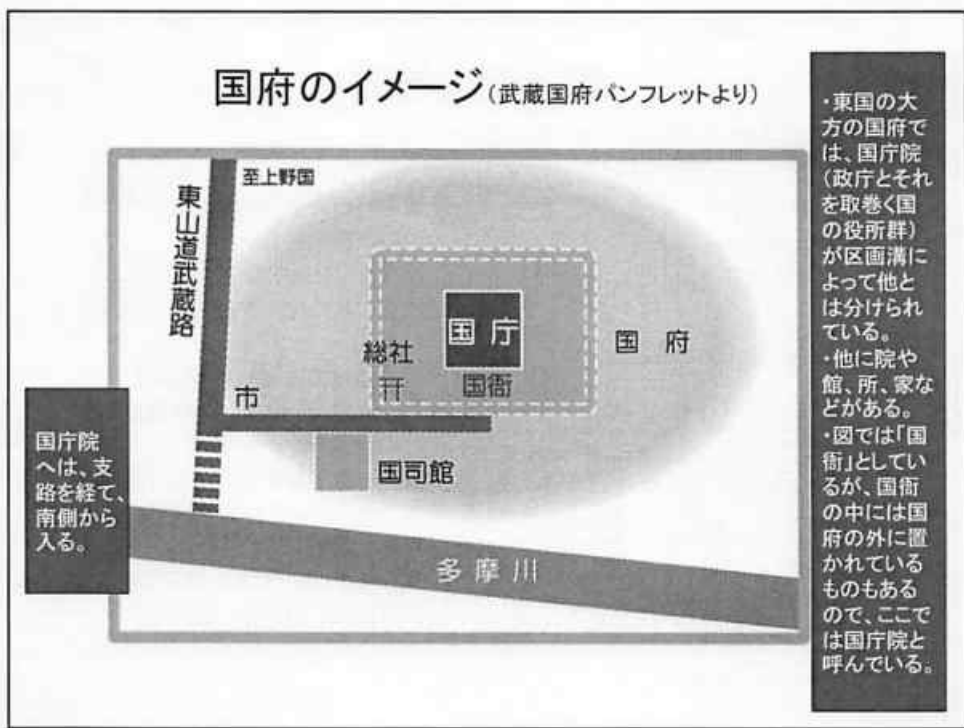 国府のイメージ(武蔵国府パンフレットより)
至上野国
東山道武蔵路
国庁
国府
総社
国衙
市
国司館
多摩川
国庁院
へは、支
路を経て、
南側から
入る。
・東国の大
方の国府で
は、国庁院
(政庁とそれ
を取巻く国
の役所群)
が区画溝に
よって他と
は分けられ
ている。
・他に院や
館、所、家な
どがある。
・図では「国
衙」としてい
るが、国衙
の中には国
府の外に置
かれている
ものもある
ので、ここで
は国庁院と
呼んでいる。